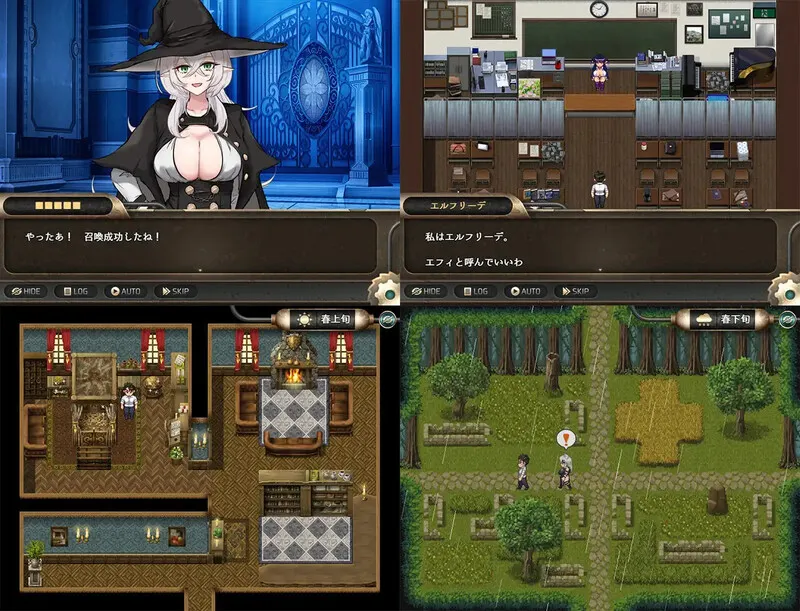 ■■■■■
やったあ！　召喚成功したね！
HIDE
LOG
AUTO
SKIP
エルフリーデ
私はエルフリーデ。
エフィと呼んでいいわ
HIDE
LOG
AUTO
SKIP
春上旬
春下旬